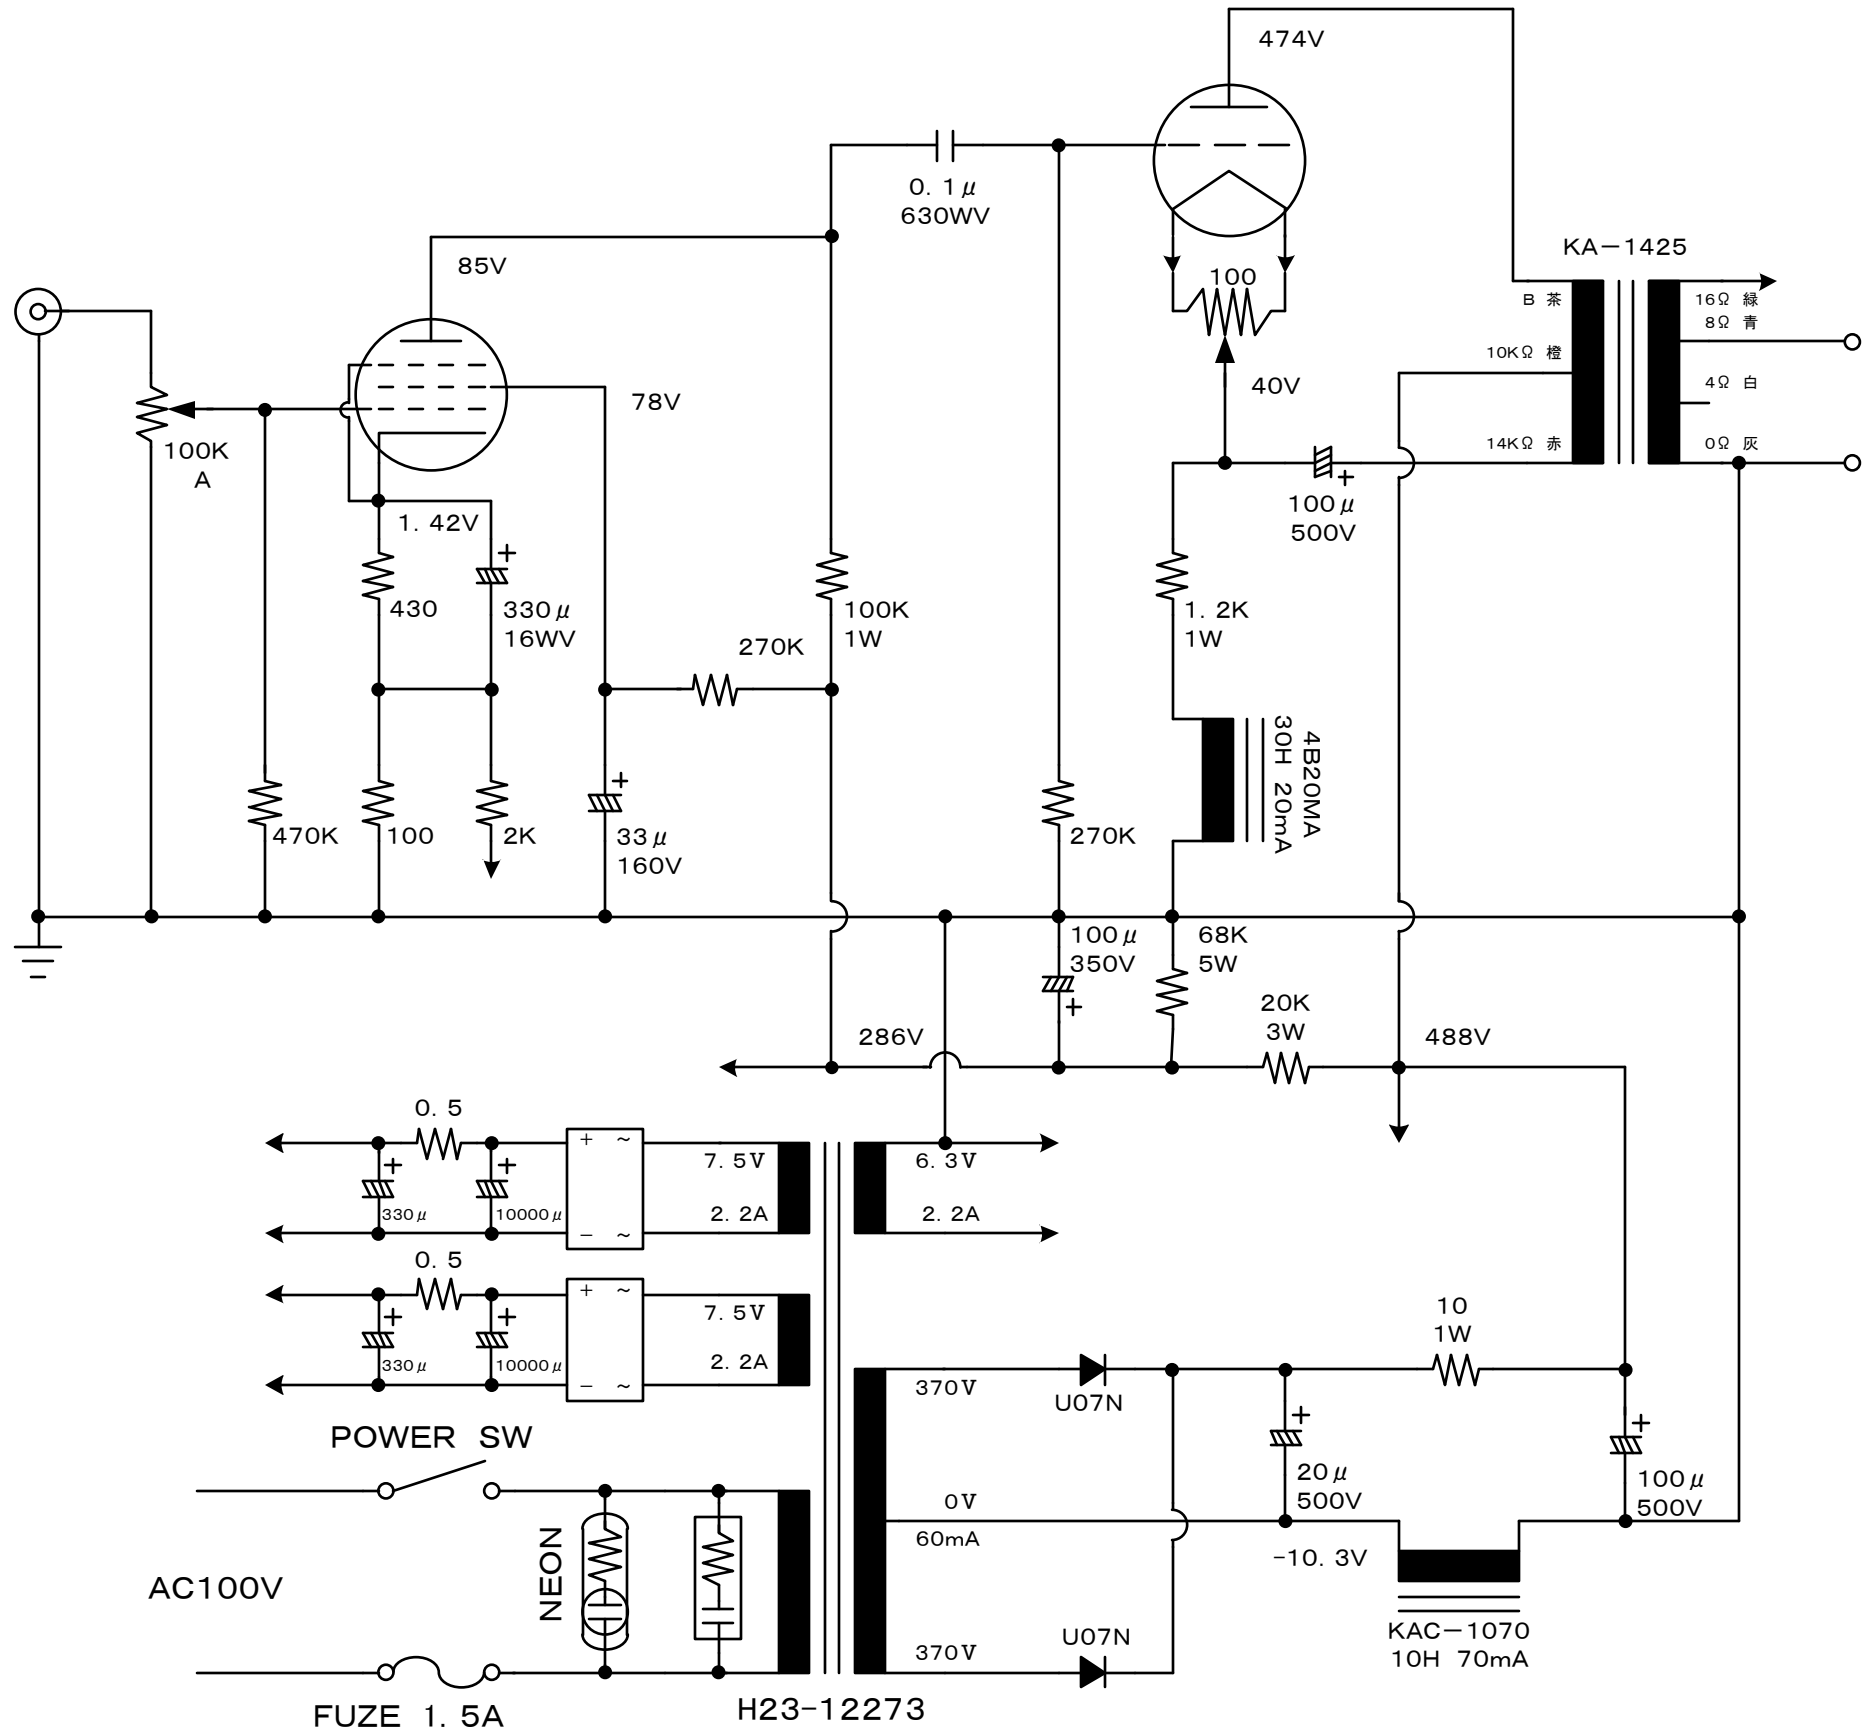 474V
0. 1μ
630WV
85V
KA−1425
100
B 茶
16Ω 緑
8Ω 青
10KΩ 橙
4Ω 白
14KΩ 赤
0Ω 灰
78V
40V
100K
A
1. 42V
100μ
500V
430
330μ
16WV
270K
100K
1W
1. 2K
1W
4B20MA
30H 20mA
470K
100
2K
33μ
160V
270K
100μ
350V
68K
5W
20K
3W
286V
488V
0. 5
+ ~
7. 5V
6. 3V
+
+
330μ
10000μ
2. 2A
2. 2A
− ~
0. 5
+ ~
7. 5V
+
+
330μ
10000μ
2. 2A
− ~
10
1W
370V
U07N
POWER SW
20μ
500V
100μ
500V
0V
60mA
-10. 3V
NEON
AC100V
KAC−1070
10H 70mA
370V
U07N
FUZE 1. 5A
H23-12273